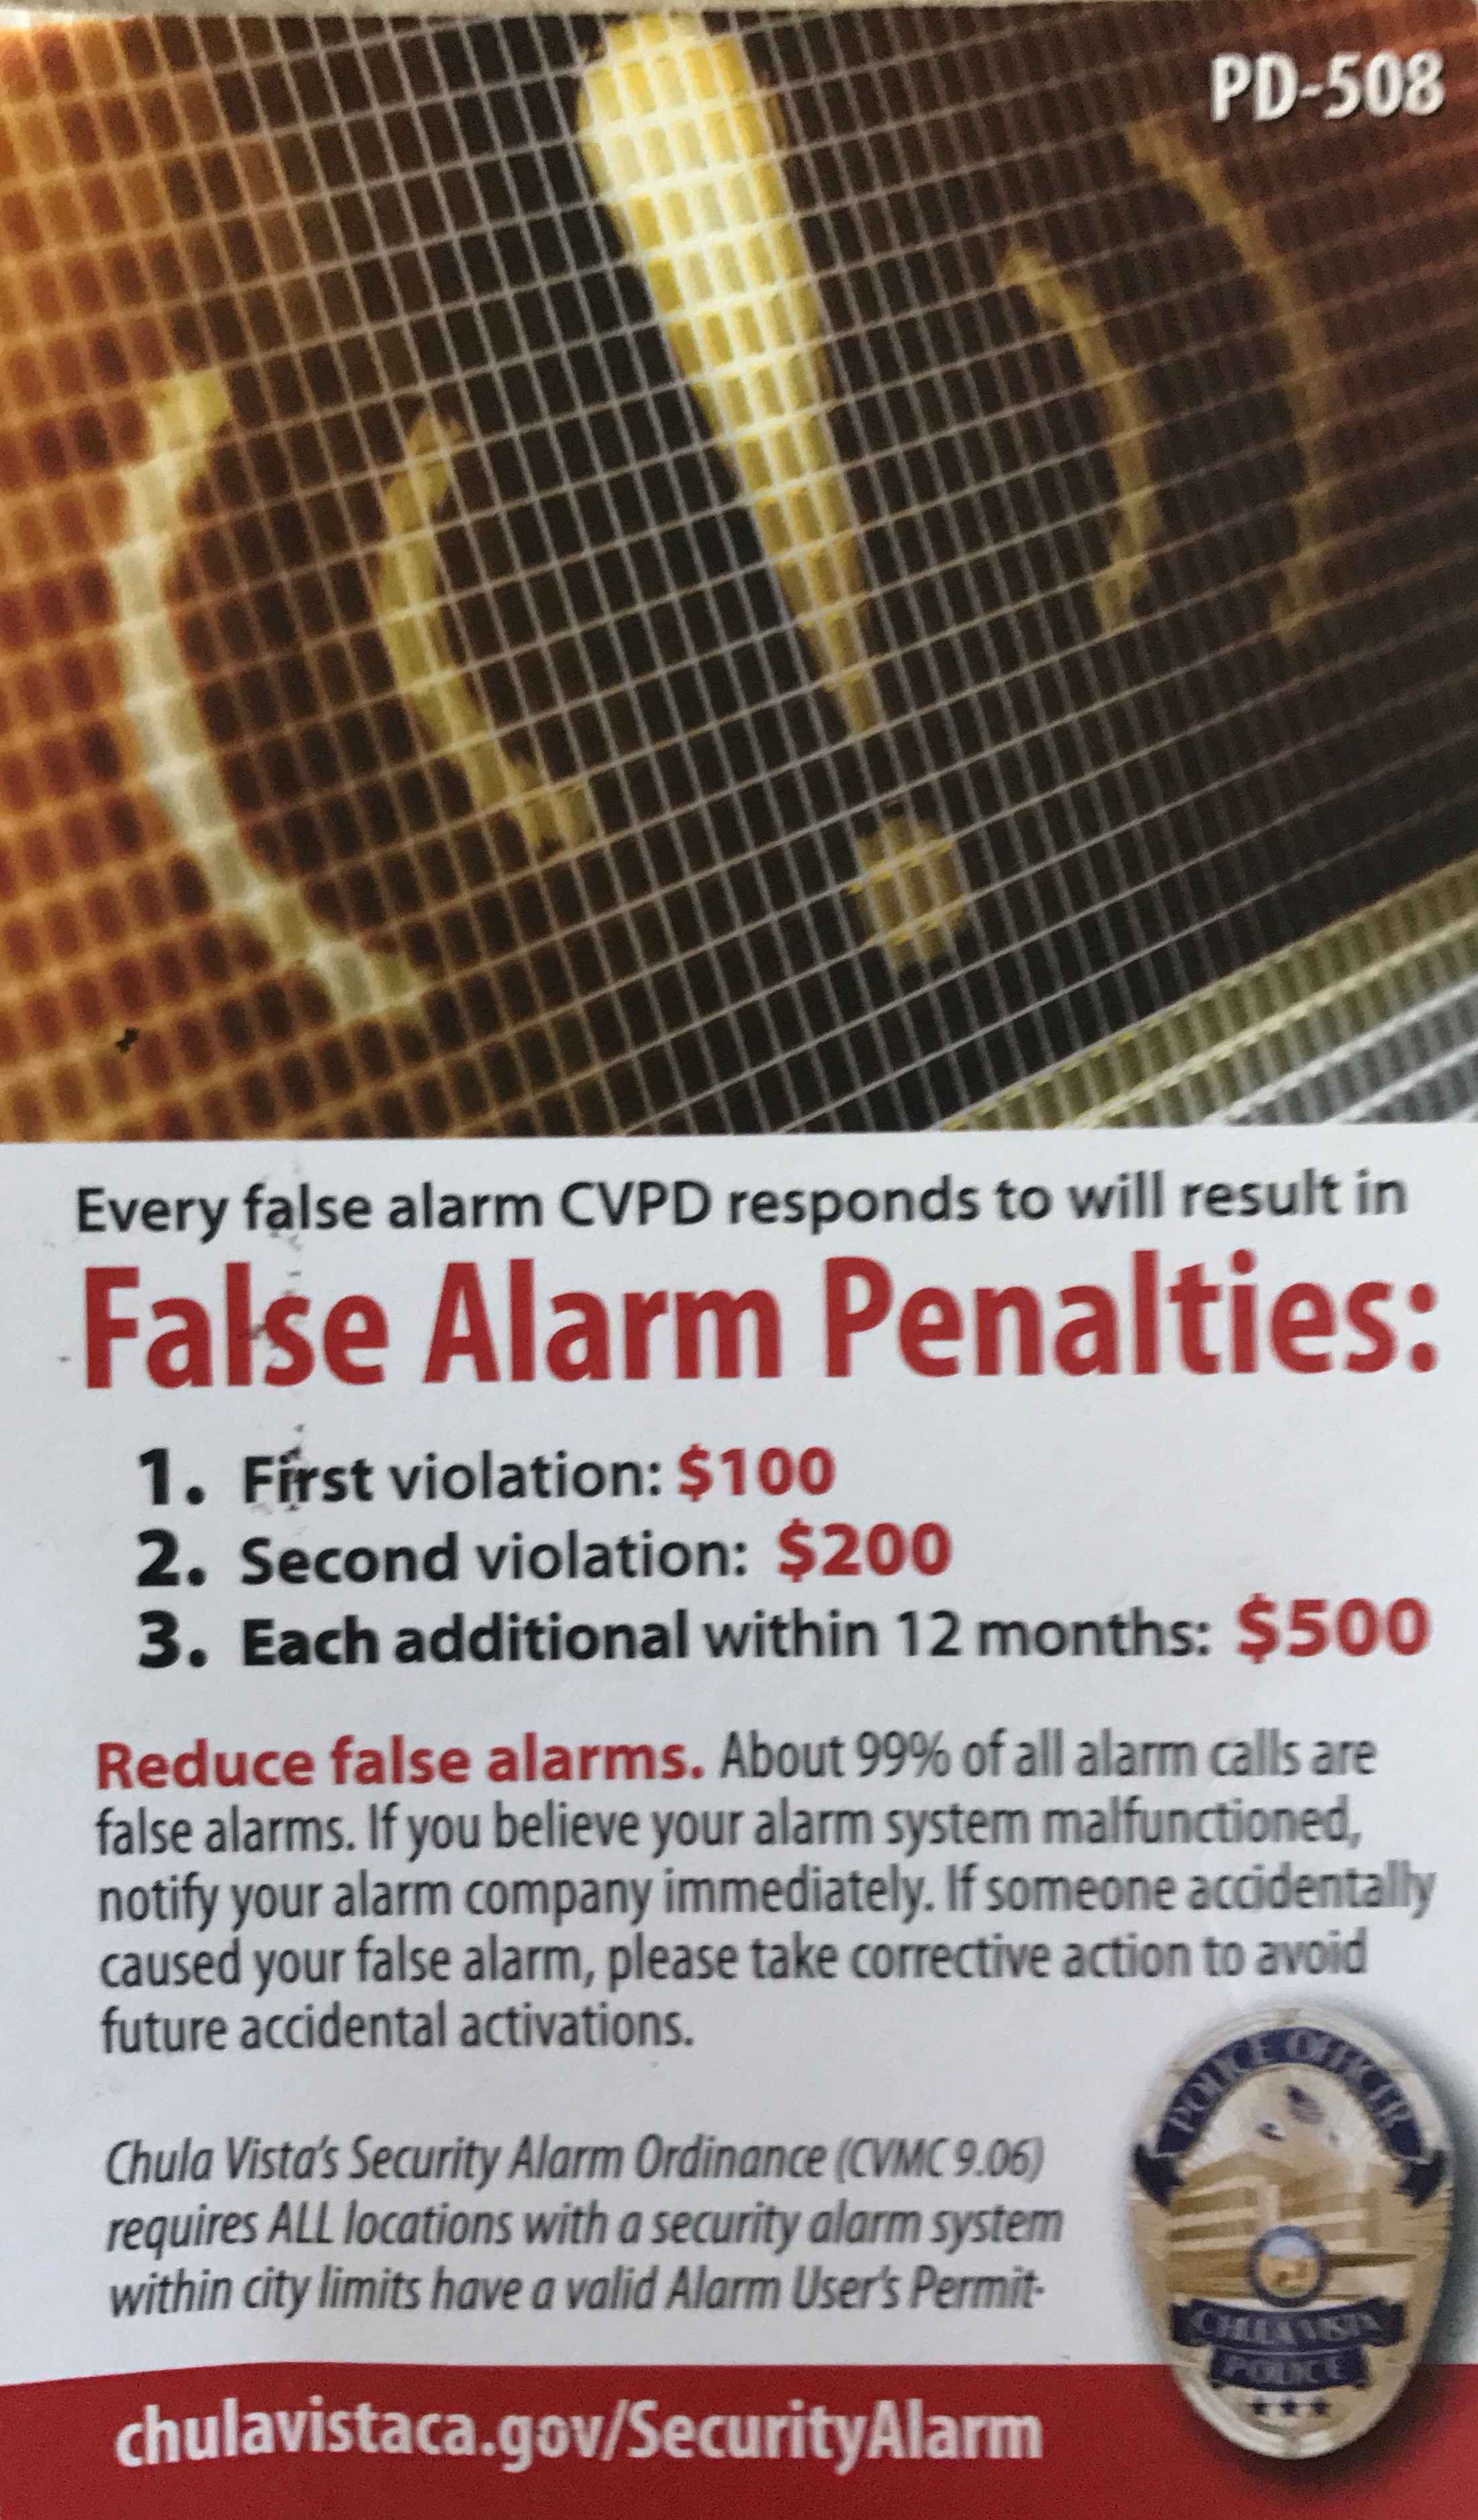 PD-508
Every false alarm CVPD responds to will result in
False Alarm Penalties:
1. First violation: $100
2. Second violation: $200
3. Each additional within 12 months: $500
Reduce false alarms. About 99% of all alarm calls are
false alarms. If you believe your alarm system malfunctioned,
notify your alarm company immediately. If someone accidentally
caused your false alarm, please take corrective action to avoid
future accidental activations.
Chula Vista's Security Alarm Ordinance (CVMC 9.06)
requires ALL locations with a security alarm system
within city limits have a valid Alarm User's Permit-
POLICE OFFICER
CHULA VISTA
POLICE
chulavistaca.gov/SecurityAlarm